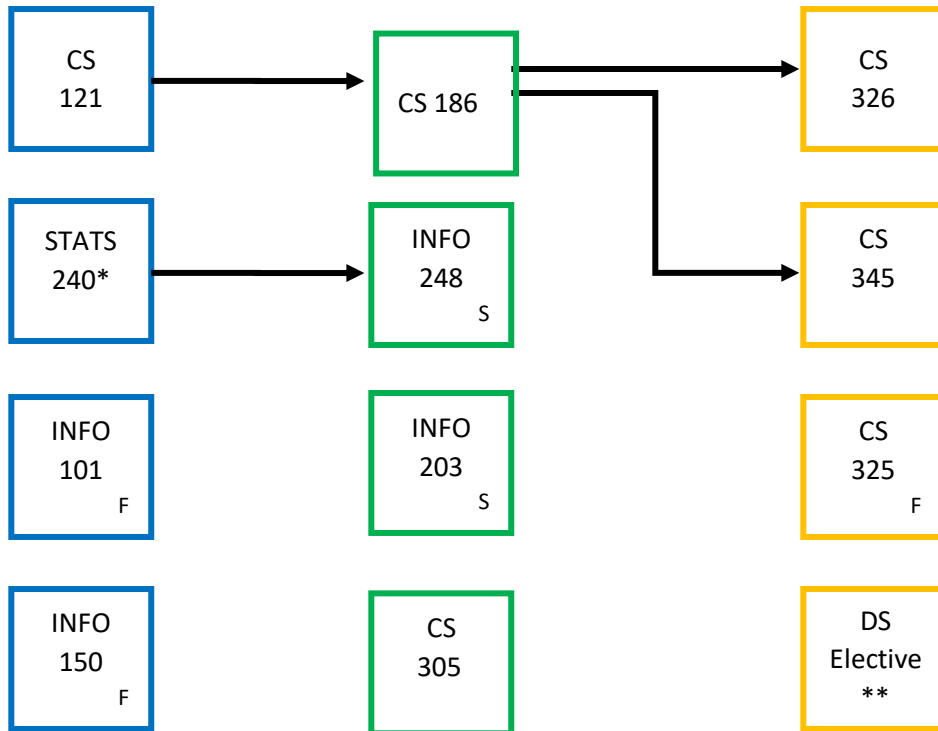 CS
121
CS 186
CS
326
STATS
240*
INFO
248
S
CS
345
INFO
101
F
INFO
203
S
CS
325
F
INFO
150
F
CS
305
DS
Elective
**